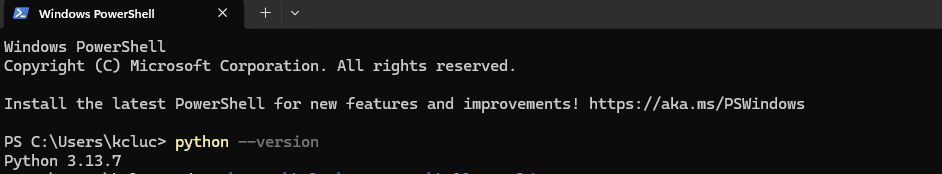 Windows PowerShell
Windows PowerShell
Copyright (C) Microsoft Corporation. All rights reserved.
Install the latest PowerShell for new features and improvements! https://aka.ms/PSWindows
PS C:\Users\kcluc> python --version
Python 3.13.7